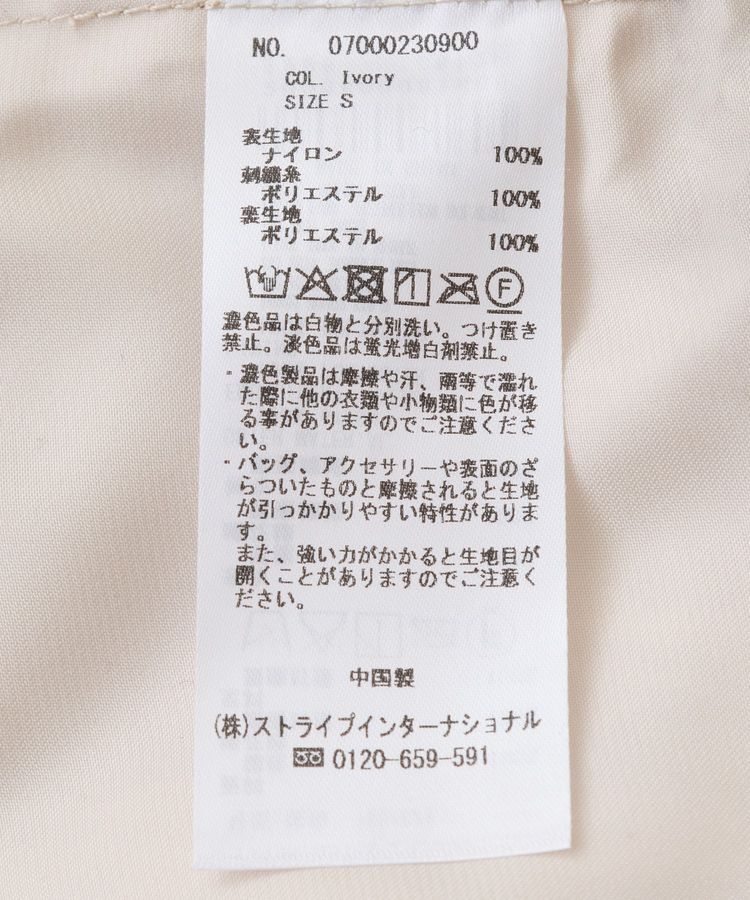 NO. 07000230900
COL. Ivory
SIZE S
表生地
ナイロン 100%
刺繍糸
ポリエステル 100%
裏生地
ポリエステル 100%
F
濃色品は白物と分別洗い。つけ置き
禁止。淡色品は蛍光増白剤禁止。
・濃色製品は摩擦や汗、雨等で濡れ
た際に他の衣類や小物類に色が移
る事がありますのでご注意くださ
い。
・バッグ、アクセサリーや表面のざ
らついたものと摩擦されると生地
が引っかかりやすい特性がありま
す。
また、強い力がかかると生地目が
開くことがありますのでご注意く
ださい。
中国製
(株)ストライプインターナショナル
0120-659-591